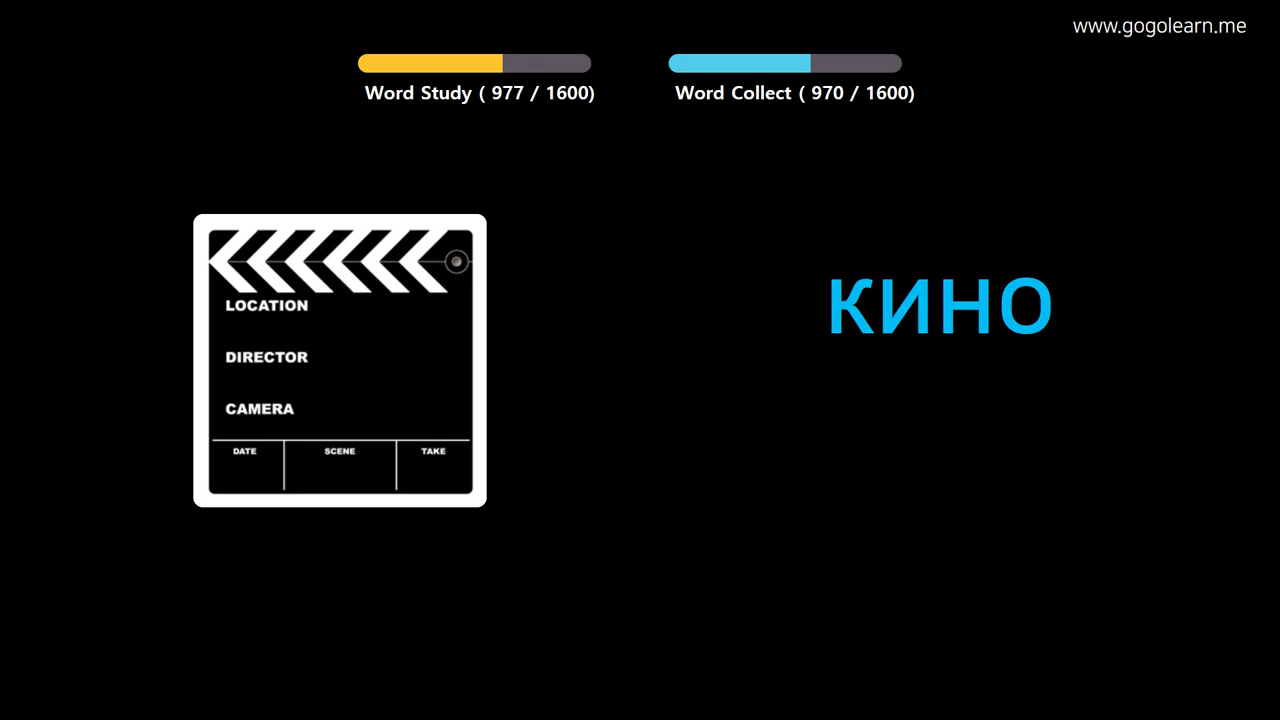 www.gogolearn.me
Word Study ( 977 / 1600)
Word Collect ( 970 / 1600)
LOCATION
DIRECTOR
CAMERA
DATE SCENE TAKE
кино